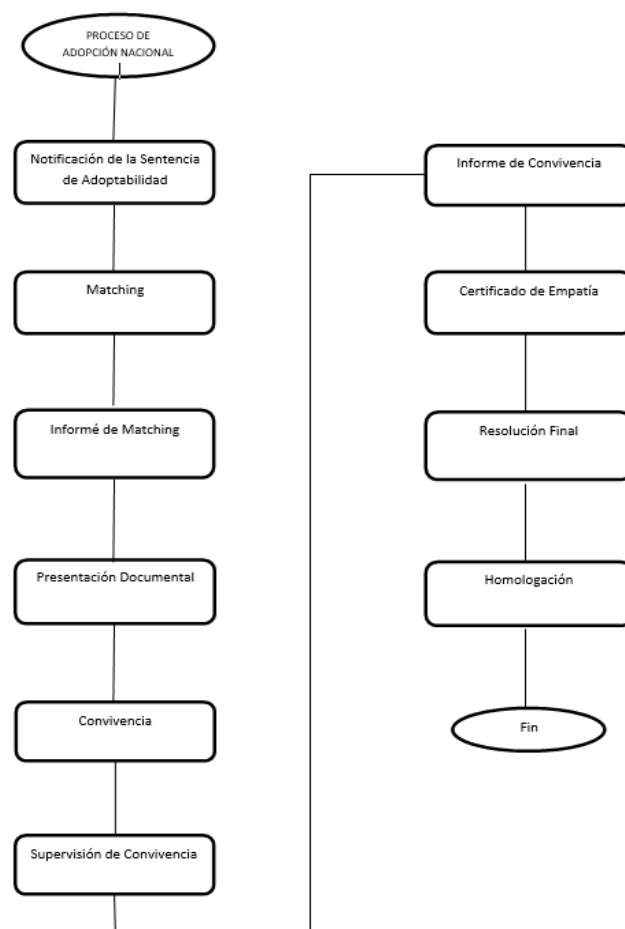 PROCESO DE
ADOPCIÓN NACIONAL
Notificación de la Sentencia
de Adoptabilidad
Matching
Informé de Matching
Presentación Documental
Convivencia
Supervisión de Convivencia
Informe de Convivencia
Certificado de Empatía
Resolución Final
Homologación
Fin